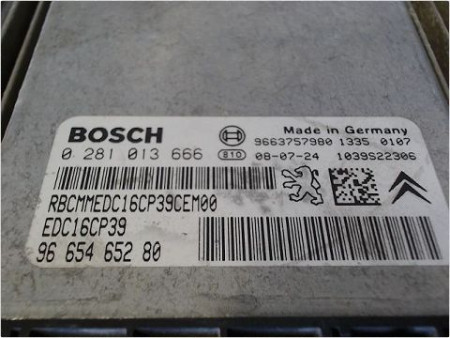 BOSCH
Made in Germany
9663757980 1335 0107
0 281 013 666 E10 08-07-24 1039S22306
RBCMMEDC16CP39CEM00
EDC16CP39
96 654 652 80